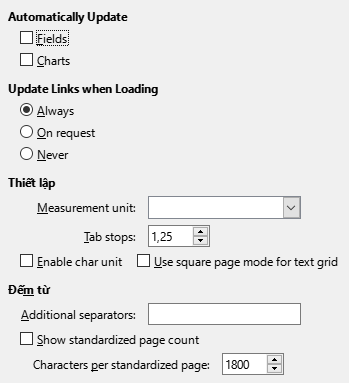 Automatically Update
Fields
Charts
Update Links when Loading
Always
On request
Never
Thiết lập
Measurement unit:
Tab stops: 1,25
Enable char unit Use square page mode for text grid
Đếm từ
Additional separators:
Show standardized page count
Characters per standardized page: 1800